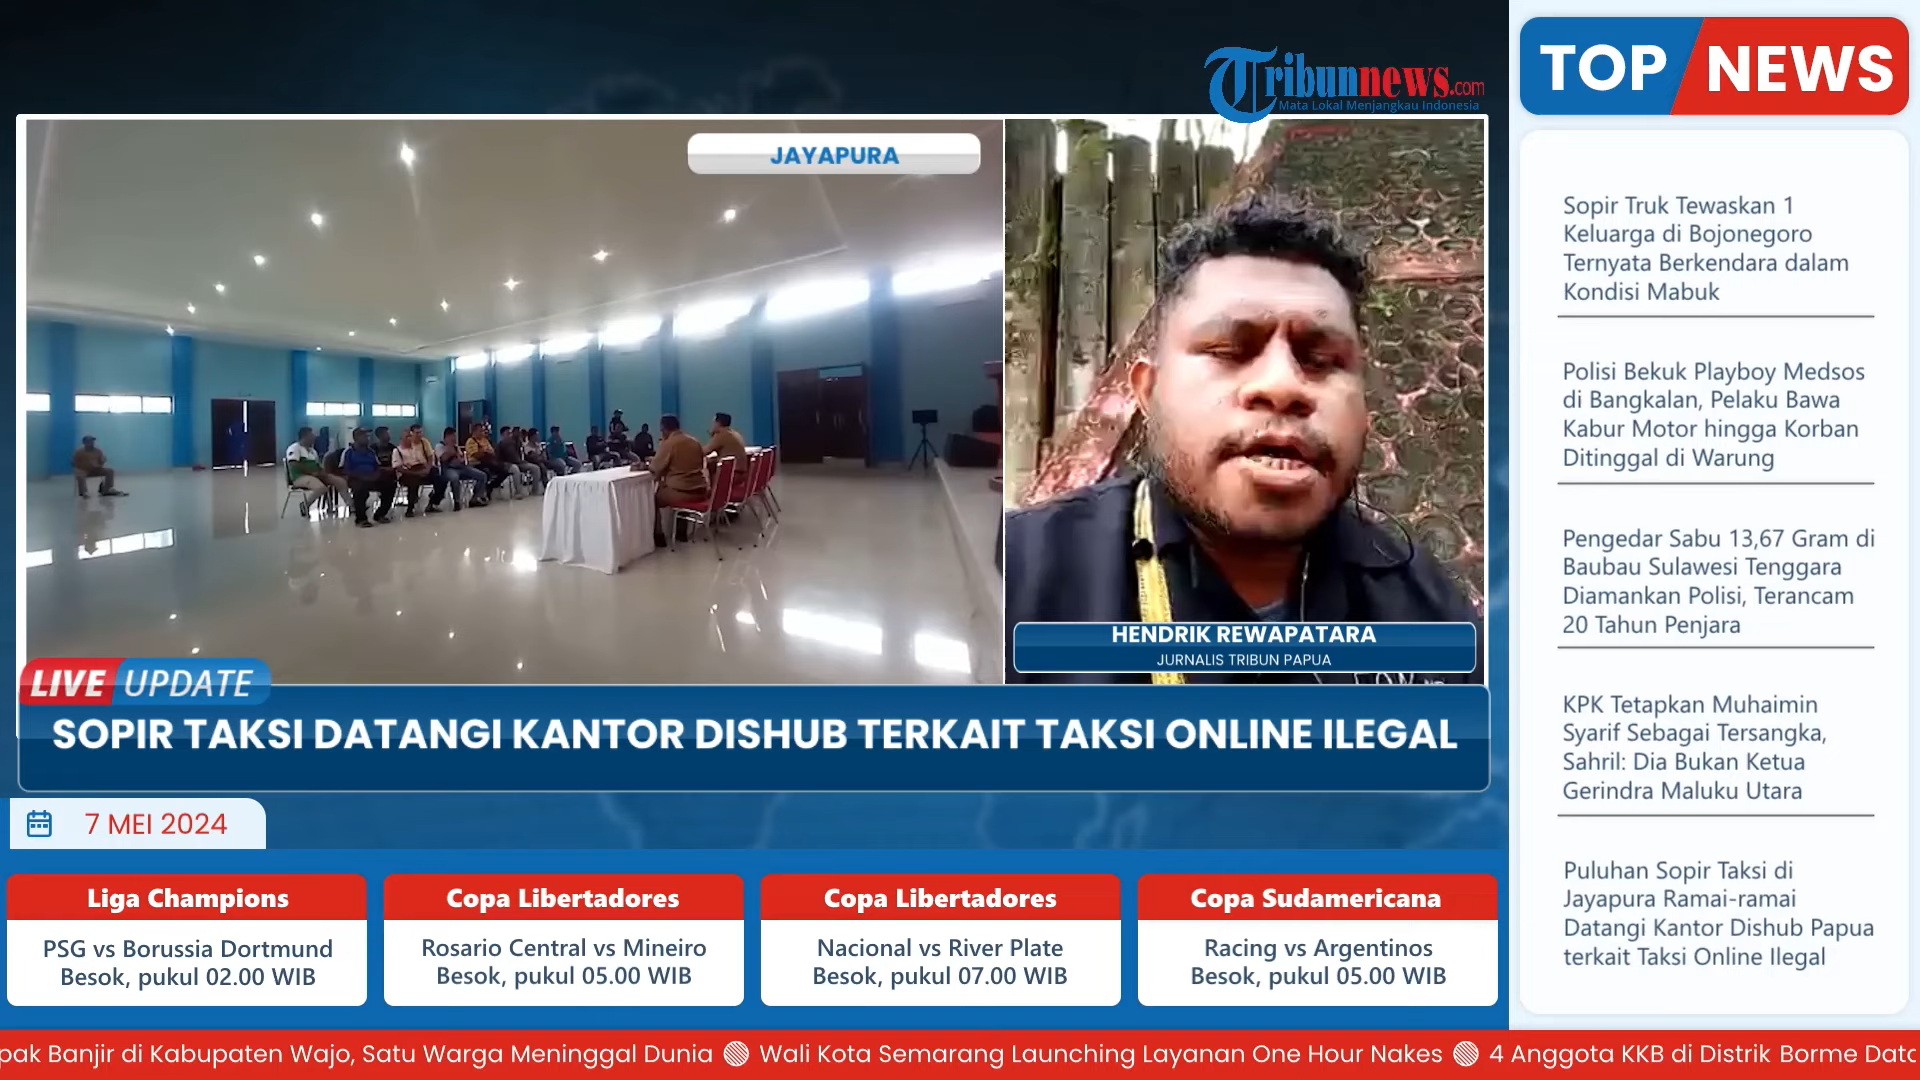 Tribunnews.com
Mata Lokal Menjangkau Indonesia
TOP NEWS
JAYAPURA
HENDRIK REWAPATARA
JURNALIS TRIBUN PAPUA
LIVE UPDATE
SOPIR TAKSI DATANGI KANTOR DISHUB TERKAIT TAKSI ONLINE ILEGAL
7 MEI 2024
Sopir Truk Tewaskan 1
Keluarga di Bojonegoro
Ternyata Berkendara dalam
Kondisi Mabuk
Polisi Bekuk Playboy Medsos
di Bangkalan, Pelaku Bawa
Kabur Motor hingga Korban
Ditinggal di Warung
Pengedar Sabu 13,67 Gram di
Baubau Sulawesi Tenggara
Diamankan Polisi, Terancam
20 Tahun Penjara
KPK Tetapkan Muhaimin
Syarif Sebagai Tersangka,
Sahril: Dia Bukan Ketua
Gerindra Maluku Utara
Puluhan Sopir Taksi di
Jayapura Ramai-ramai
Datangi Kantor Dishub Papua
terkait Taksi Online Ilegal
Liga Champions
PSG vs Borussia Dortmund
Besok, pukul 02.00 WIB
Copa Libertadores
Rosario Central vs Mineiro
Besok, pukul 05.00 WIB
Copa Libertadores
Nacional vs River Plate
Besok, pukul 07.00 WIB
Copa Sudamericana
Racing vs Argentinos
Besok, pukul 05.00 WIB
pak Banjir di Kabupaten Wajo, Satu Warga Meninggal Dunia Wali Kota Semarang Launching Layanan One Hour Nakes 4 Anggota KKB di Distrik Borme Data